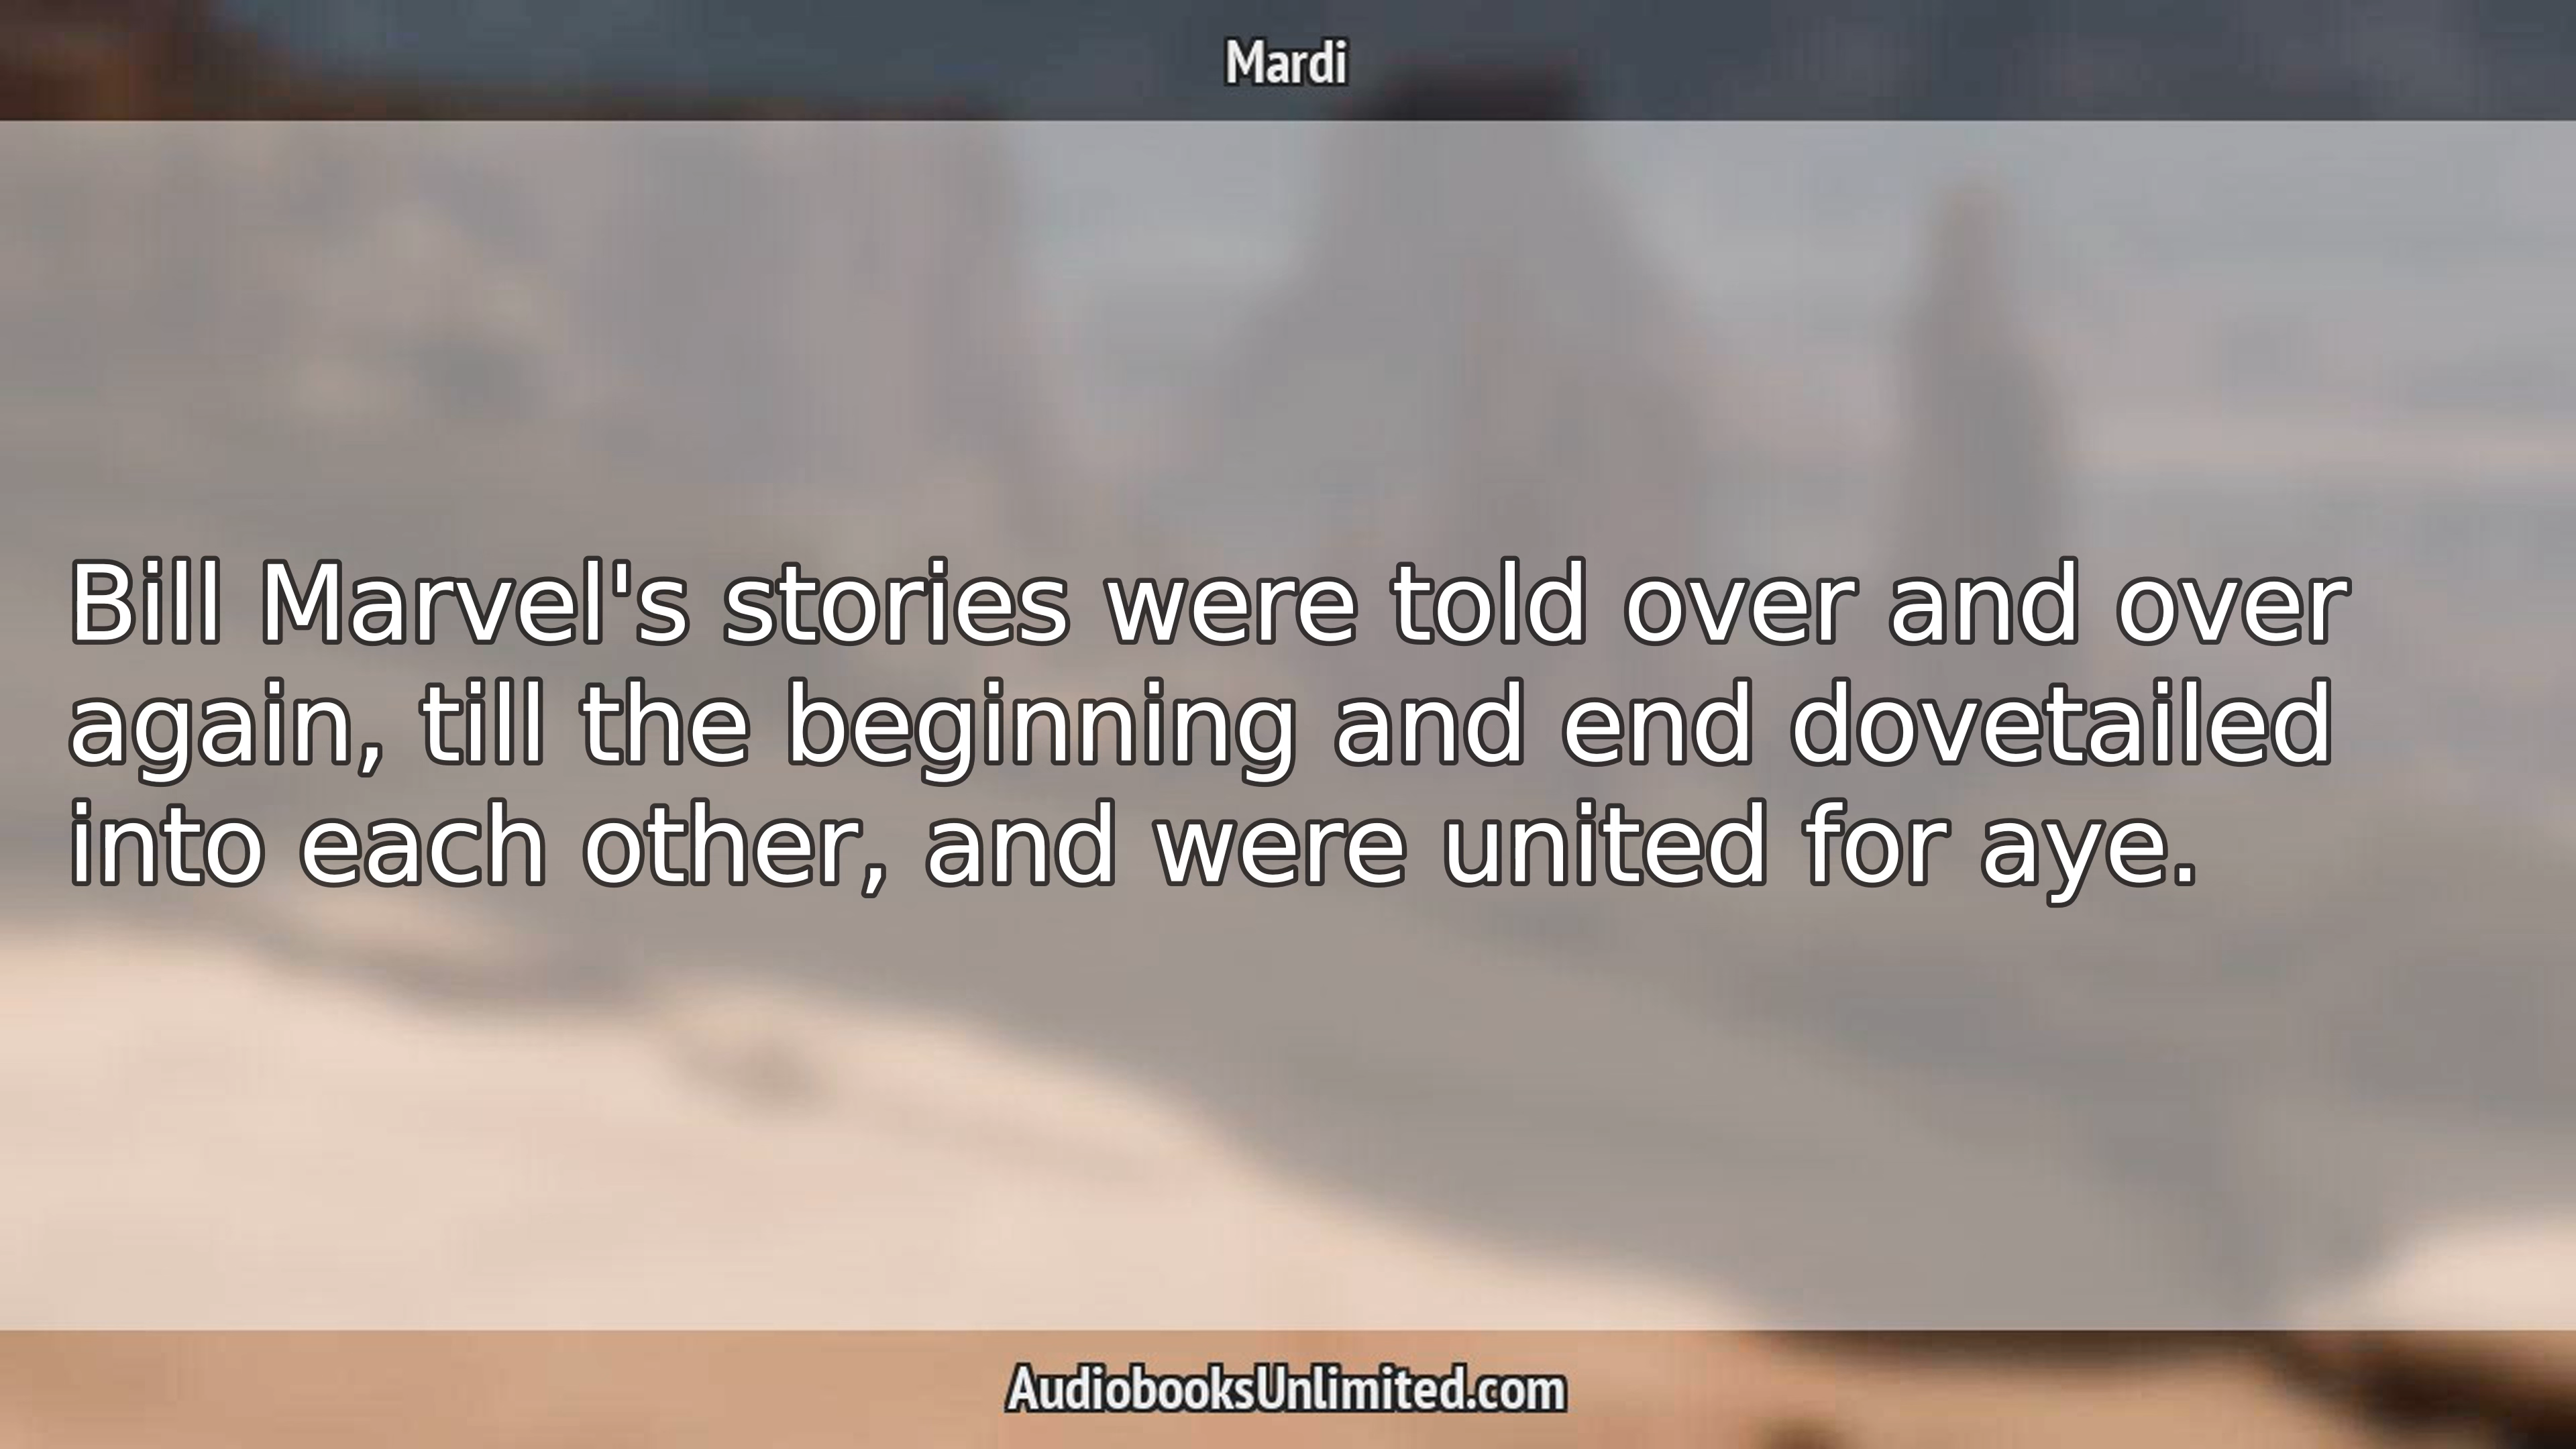 Mardi
Bill Marvel's stories were told over and over
again, till the beginning and end dovetailed
into each other, and were united for aye.
AudiobooksUnlimited.com